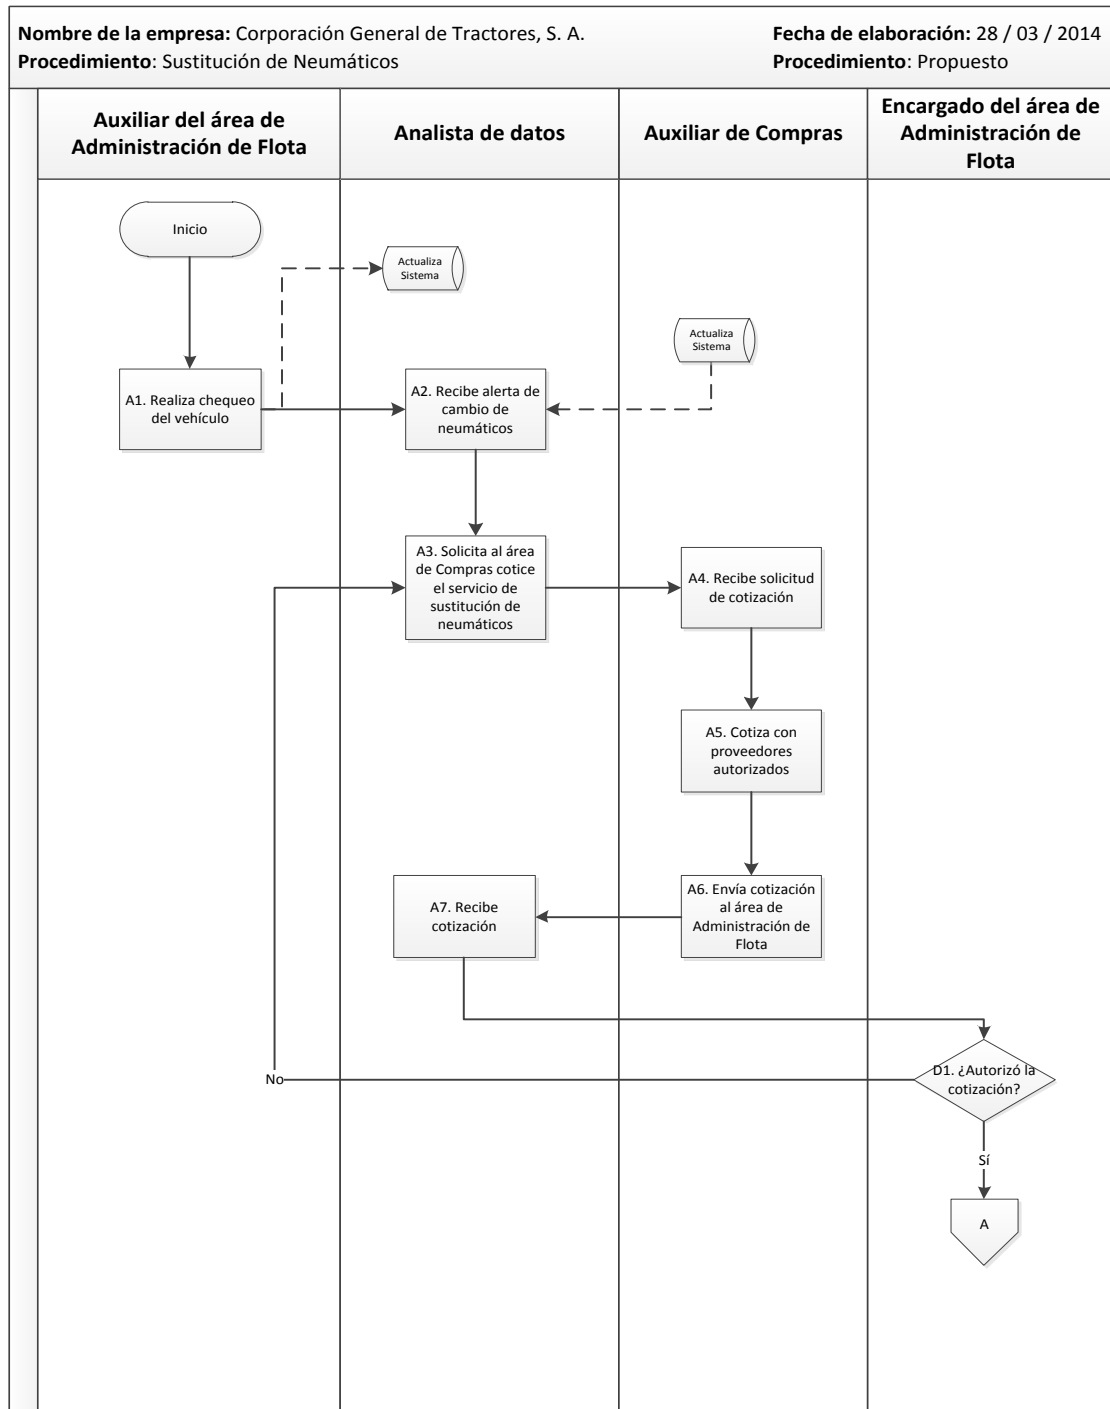 Nombre de la empresa: Corporación General de Tractores, S. A.
Fecha de elaboración: 28 / 03 / 2014
Procedimiento: Sustitución de Neumáticos
Procedimiento: Propuesto
Auxiliar del área de
Administración de Flota
Analista de datos
Auxiliar de Compras
Encargado del área de
Administración de
Flota
Inicio
Actualiza
Sistema
Actualiza
Sistema
A1. Realiza chequeo
del vehículo
A2. Recibe alerta de
cambio de
neumáticos
A3. Solicita al área
de Compras cotice
el servicio de
sustitución de
neumáticos
A4. Recibe solicitud
de cotización
A5. Cotiza con
proveedores
autorizados
A6. Envía cotización
al área de
Administración de
Flota
A7. Recibe
cotización
D1. ¿Autorizó la
cotización?
No
Sí
A